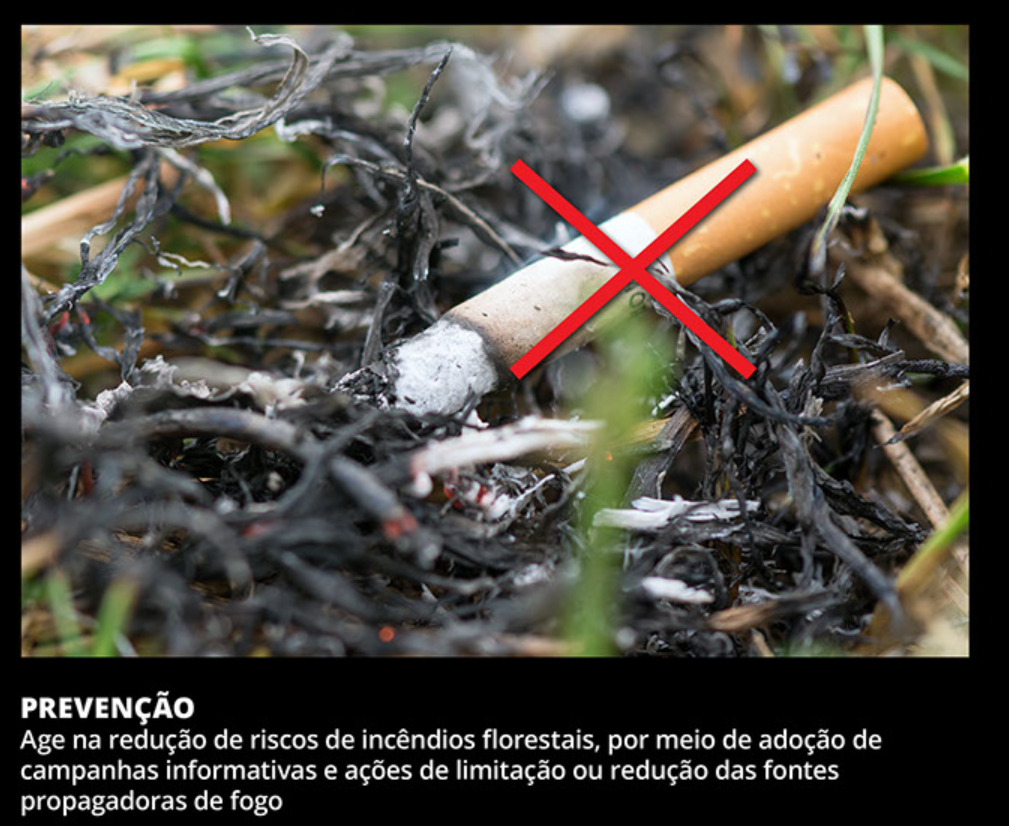 PREVENÇÃO
Age na redução de riscos de incêndios florestais, por meio de adoção de
campanhas informativas e ações de limitação ou redução das fontes
propagadoras de fogo